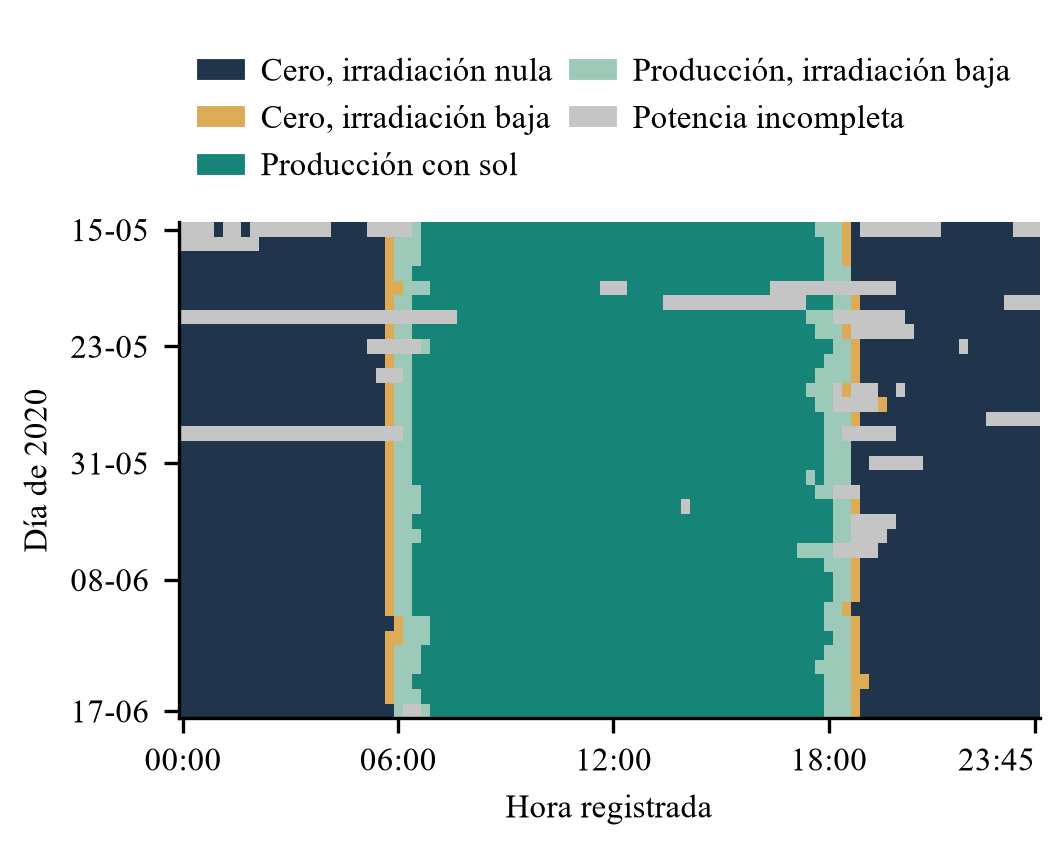 Cero, irradiación nula
Cero, irradiación baja
Producción con sol
Producción, irradiación baja
Potencia incompleta
Día de 2020
15-05
23-05
31-05
08-06
17-06
00:00
06:00
12:00
18:00
23:45
Hora registrada